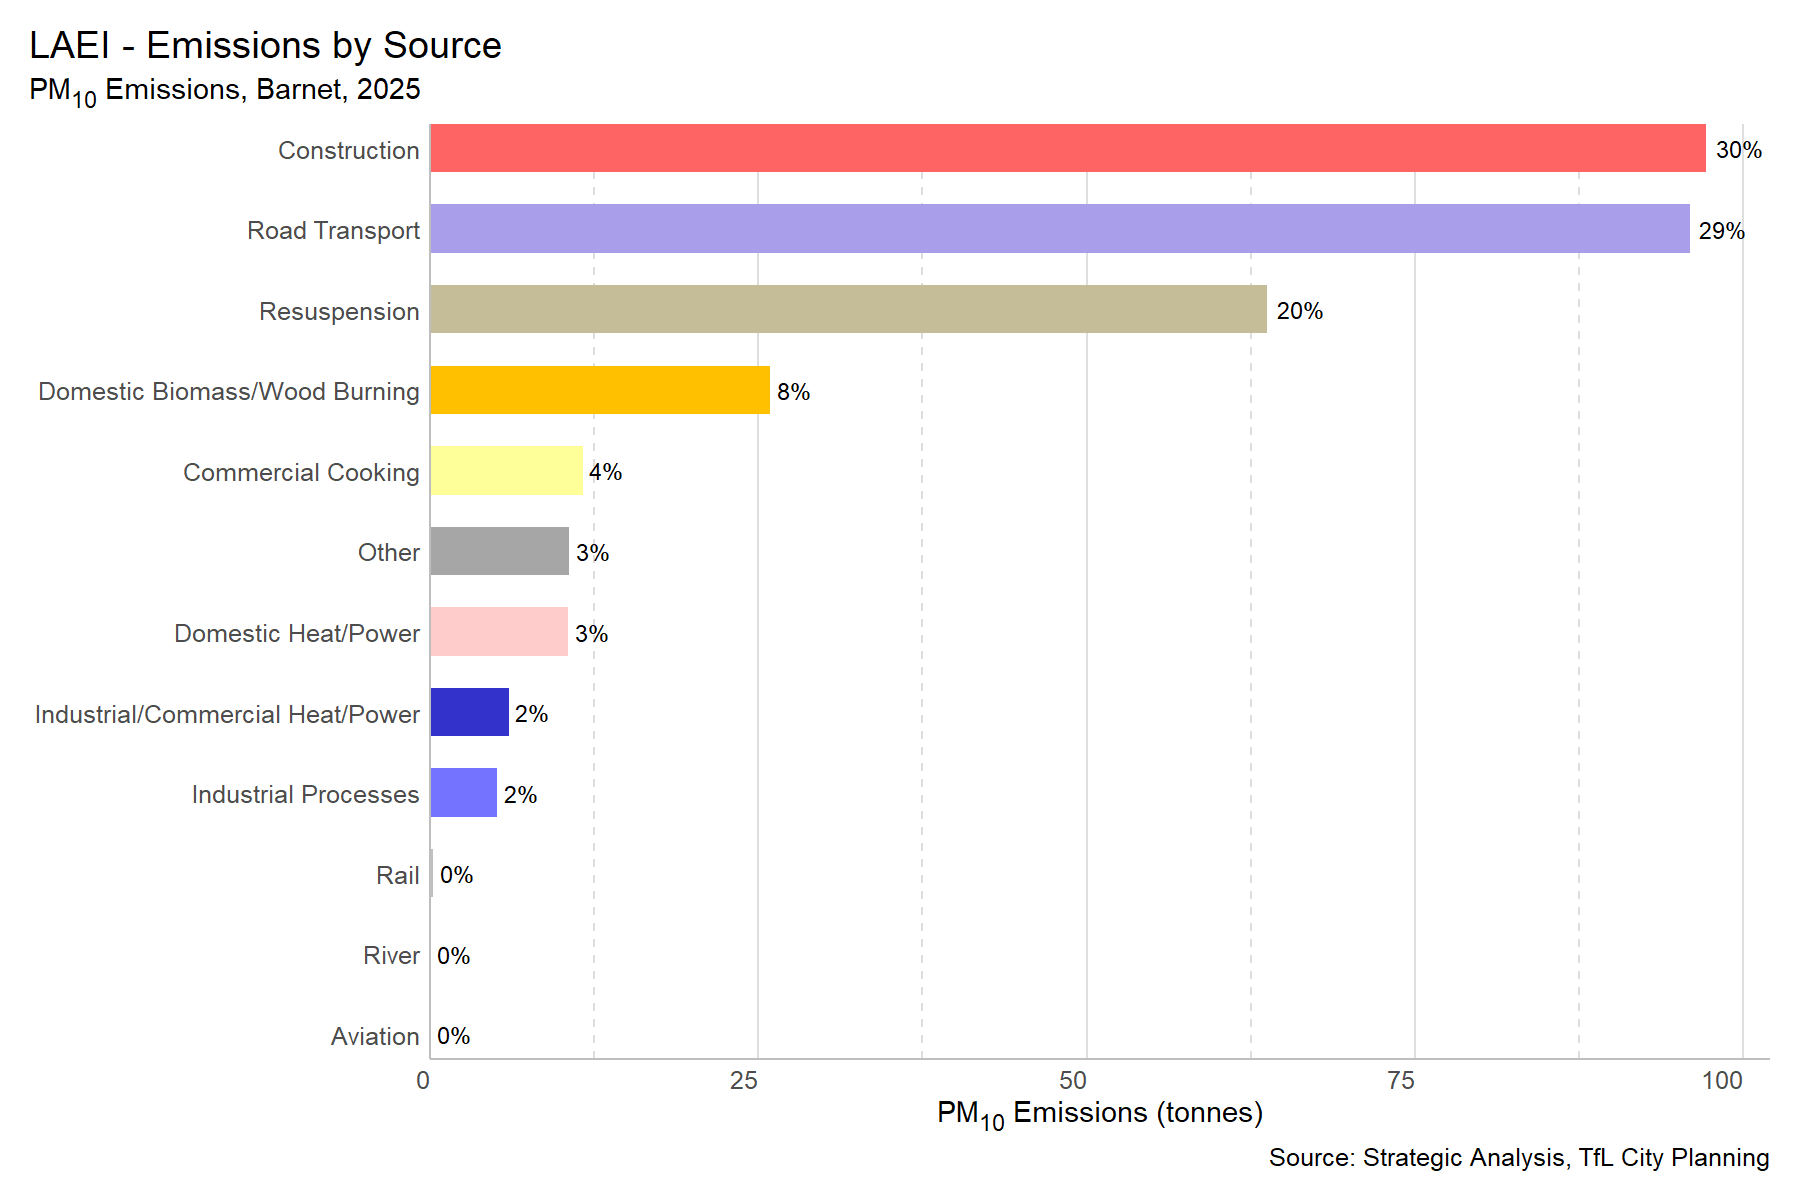 LAEI - Emissions by Source
PM10 Emissions, Barnet, 2025
Construction 30%
Road Transport 29%
Resuspension 20%
Domestic Biomass/Wood Burning 8%
Commercial Cooking 4%
Other 3%
Domestic Heat/Power 3%
Industrial/Commercial Heat/Power 2%
Industrial Processes 2%
Rail 0%
River 0%
Aviation 0%
0 25 50 75 100
PM10 Emissions (tonnes)
Source: Strategic Analysis, TfL City Planning